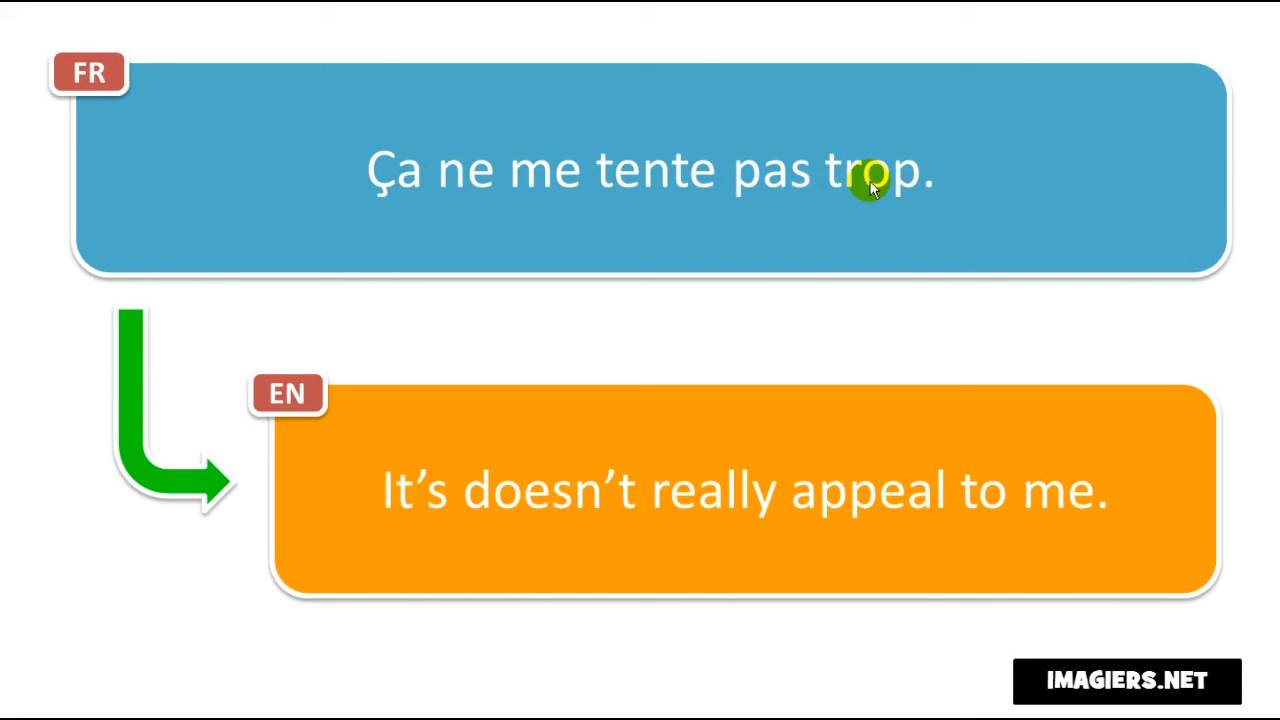 FR
Ça ne me tente pas trop.
EN
It’s doesn’t really appeal to me.
IMAGIERS.NET